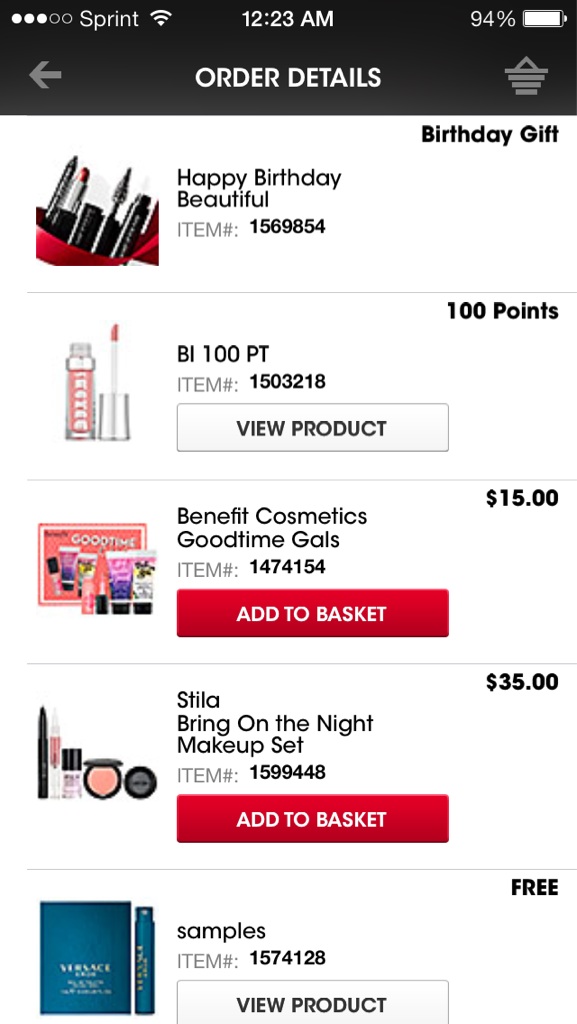 Sprint 12:23 AM 94%
ORDER DETAILS
Birthday Gift
Happy Birthday
Beautiful
ITEM#: 1569854
100 Points
BI 100 PT
ITEM#: 1503218
VIEW PRODUCT
$15.00
Benefit Cosmetics
Goodtime Gals
ITEM#: 1474154
GOODTIME
ADD TO BASKET
$35.00
Stila
Bring On the Night
Makeup Set
ITEM#: 1599448
ADD TO BASKET
FREE
samples
ITEM#: 1574128
VERSACE
VIEW PRODUCT